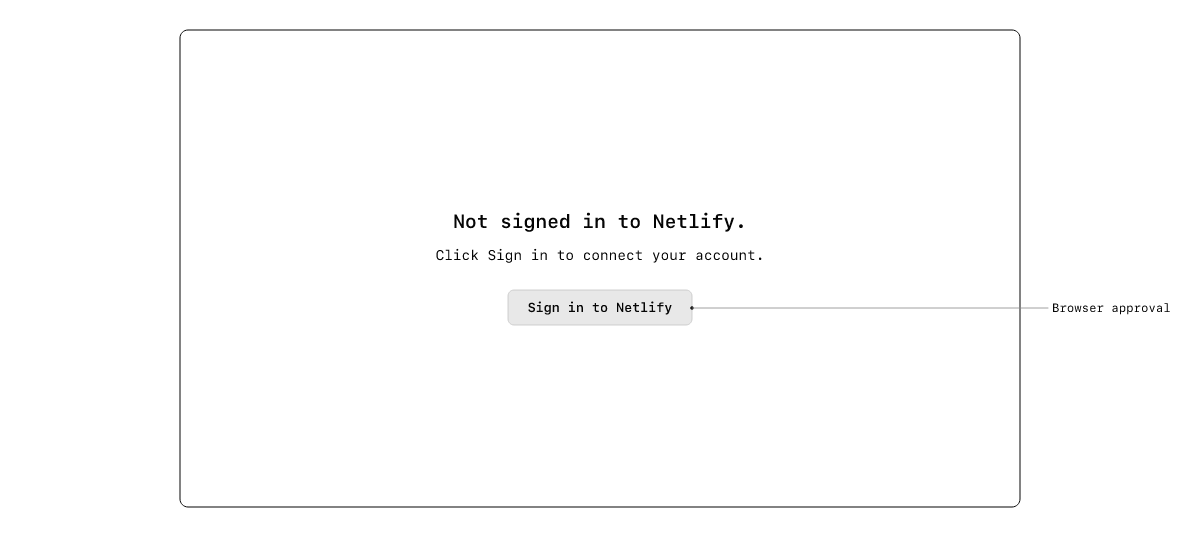 Not signed in to Netlify.
Click Sign in to connect your account.
Sign in to Netlify
Browser approval